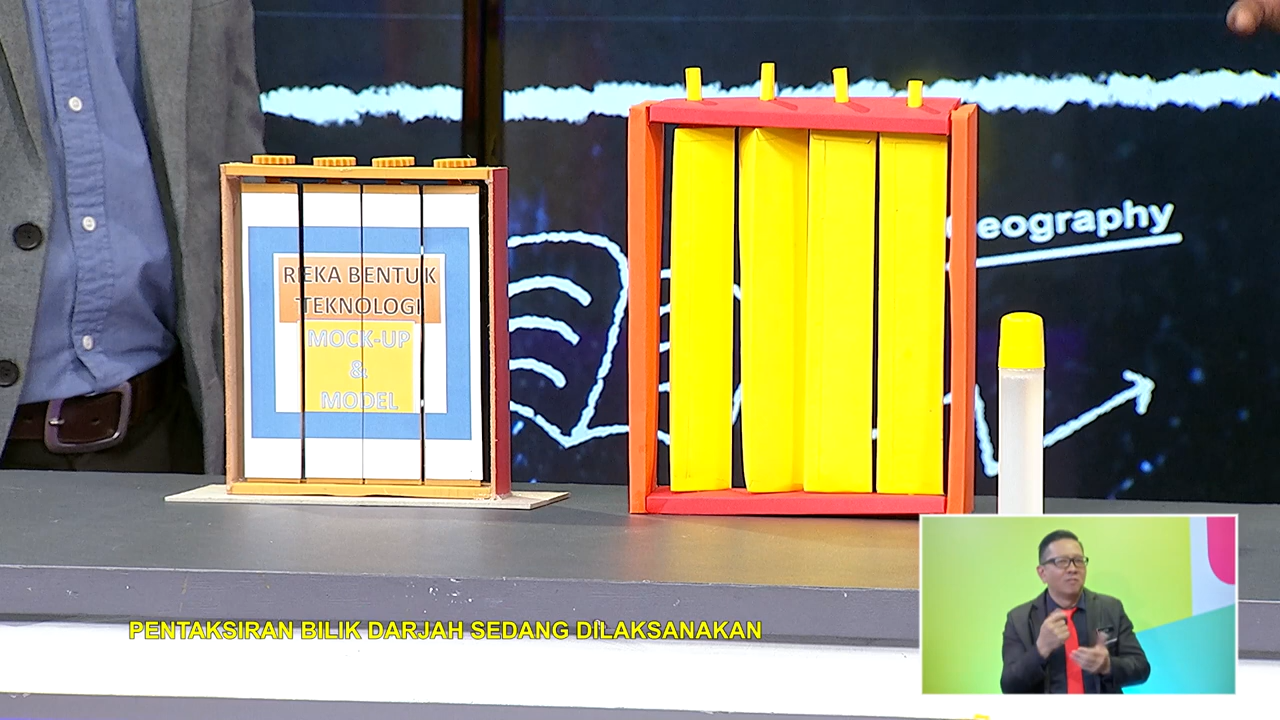 eography
REKA BENTUK
TEKNOLOGI
MOCK-UP
&
MODEL
PENTAKSIRAN BILIK DARJAH SEDANG DILAKSANAKAN